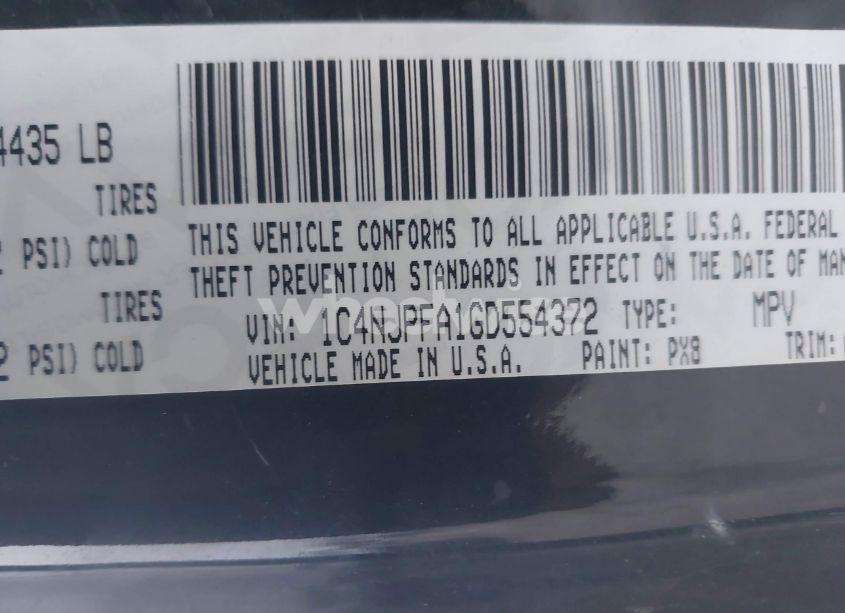 4435 LB
TIRES
PSI) COLD
TIRES
PSI) COLD
THIS VEHICLE CONFORMS TO ALL APPLICABLE U.S.A. FEDERAL
THEFT PREVENTION STANDARDS IN EFFECT ON THE DATE OF MAN
VIN: 1C4NJPFA1GD554372 TYPE: MPV
VEHICLE MADE IN U.S.A. PAINT: PX8 TRIM: